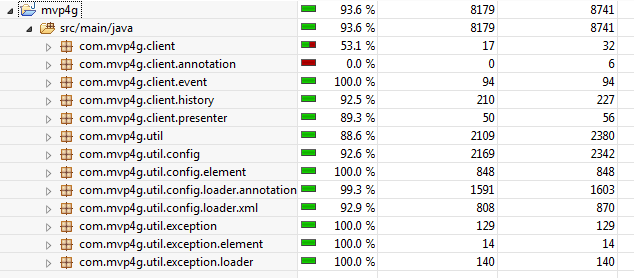 mvp4g 93.6 % 8179 8741
src/main/java 93.6 % 8179 8741
com.mvp4g.client 53.1 % 17 32
com.mvp4g.client.annotation 0.0 % 0 6
com.mvp4g.client.event 100.0 % 94 94
com.mvp4g.client.history 92.5 % 210 227
com.mvp4g.client.presenter 89.3 % 50 56
com.mvp4g.util 88.6 % 2109 2380
com.mvp4g.util.config 92.6 % 2169 2342
com.mvp4g.util.config.element 100.0 % 848 848
com.mvp4g.util.config.loader.annotation 99.3 % 1591 1603
com.mvp4g.util.config.loader.xml 92.9 % 808 870
com.mvp4g.util.exception 100.0 % 129 129
com.mvp4g.util.exception.element 100.0 % 14 14
com.mvp4g.util.exception.loader 100.0 % 140 140